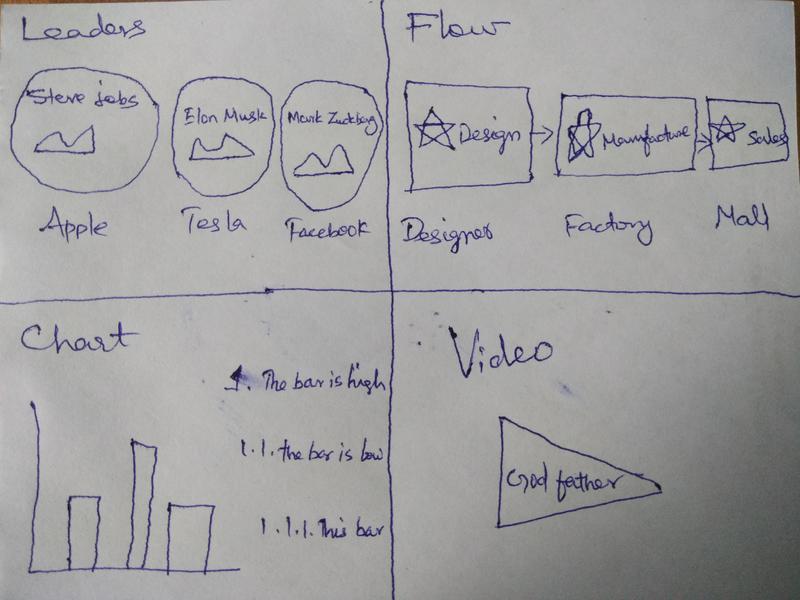 Leaders
Steve jobs
Elon Musk
Mark Zuckberg
Apple
Tesla
Facebook
Flow
Design
Manufacture
Sales
Designer
Factory
Mall
Chart
1. The bar is high
1.1. the bar is low
1.1.1. This bar
Video
God father